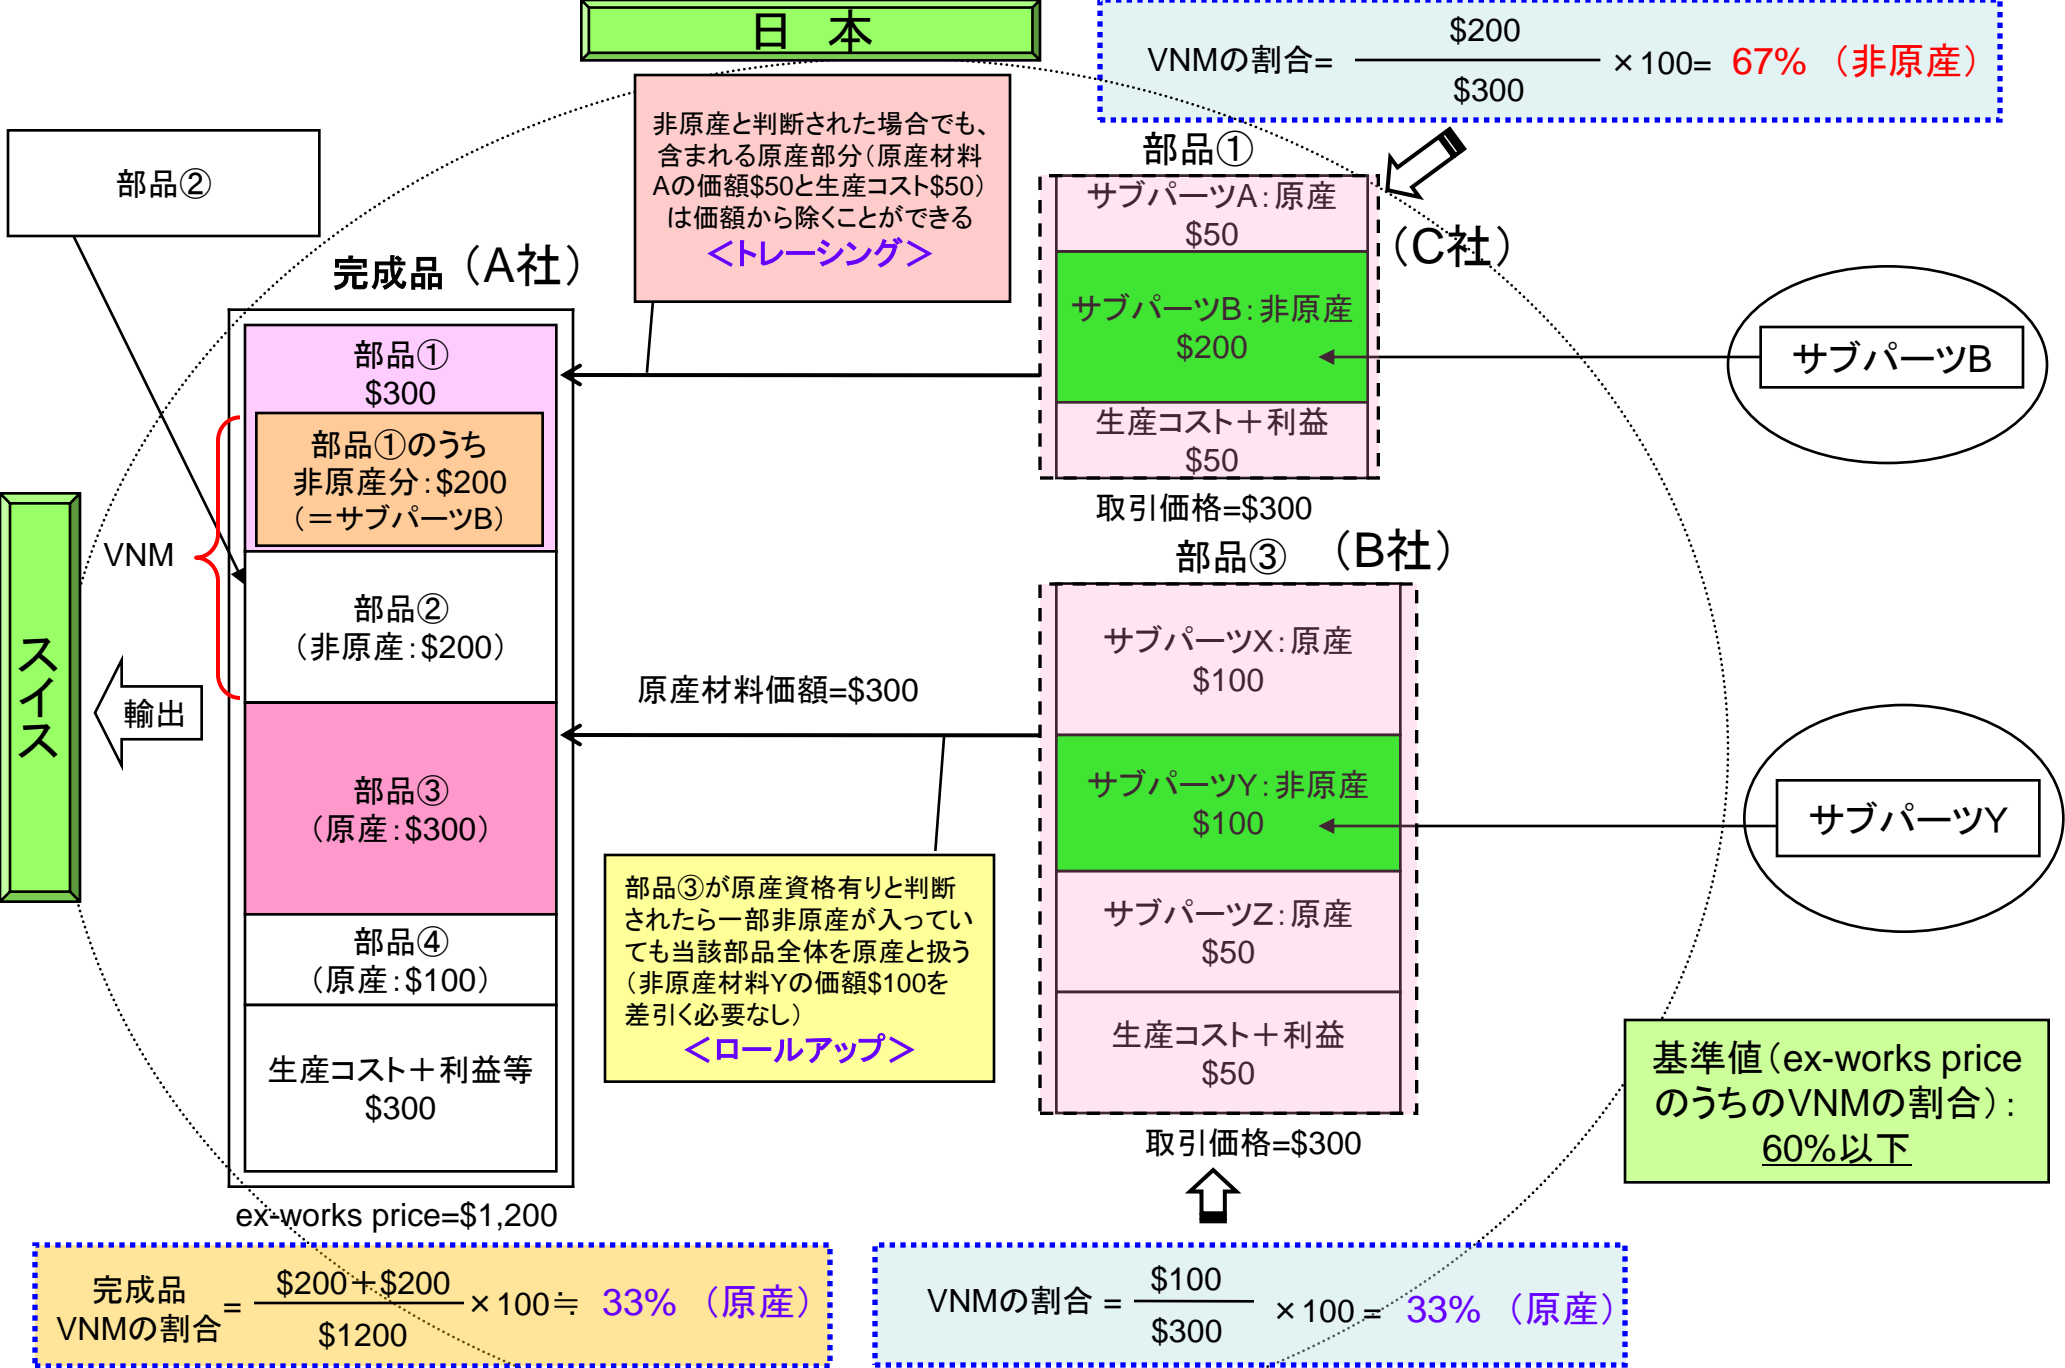 日 本
VNMの割合=
$200
$300
×100=
67% （非原産）
非原産と判断された場合でも、
含まれる原産部分（原産材料
Aの価額$50と生産コスト$50）
は価額から除くことができる
＜トレーシング＞
部品②
完成品（A社）
部品①
$300
部品①のうち
非原産分：$200
（＝サブパーツB）
VNM
部品②
（非原産：$200）
部品③
（原産：$300）
部品④
（原産：$100）
生産コスト＋利益等
$300
ex-works price=$1,200
スイス
輸出
部品①
（C社）
サブパーツA：原産
$50
サブパーツB：非原産
$200
生産コスト＋利益
$50
取引価格=$300
サブパーツB
部品③ （B社）
サブパーツX：原産
$100
サブパーツY：非原産
$100
サブパーツZ：原産
$50
生産コスト＋利益
$50
取引価格=$300
サブパーツY
原産材料価額=$300
部品③が原産資格有りと判断
されたら一部非原産が入ってい
ても当該部品全体を原産と扱う
（非原産材料Yの価額$100を
差引く必要なし）
＜ロールアップ＞
基準値（ex-works price
のうちのVNMの割合）：
60%以下
完成品
VNMの割合
=
$200＋$200
$1200
×100≒
33% （原産）
VNMの割合 =
$100
$300
×100 =
33% （原産）